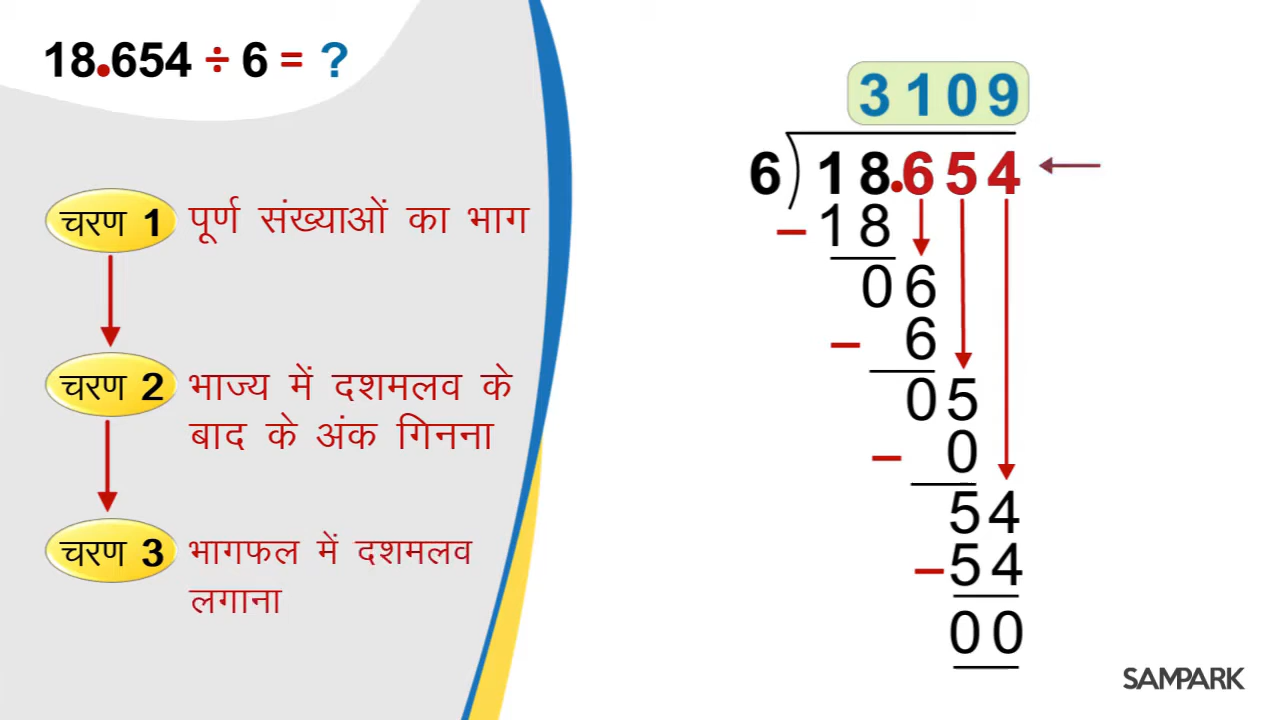 18.654 ÷ 6 = ?
चरण 1 पूर्ण संख्याओं का भाग
चरण 2 भाज्य में दशमलव के
बाद के अंक गिनना
चरण 3 भागफल में दशमलव
लगाना
3109
6)18.654
– 18
06
– 6
05
– 0
54
– 54
00
SAMPARK